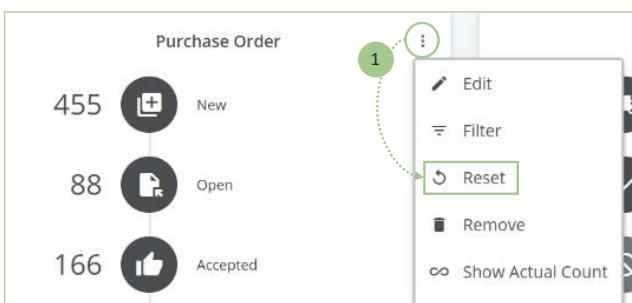 Purchase Order
1
Edit
455 New
Filter
88 Open
Reset
Remove
166 Accepted
Show Actual Count